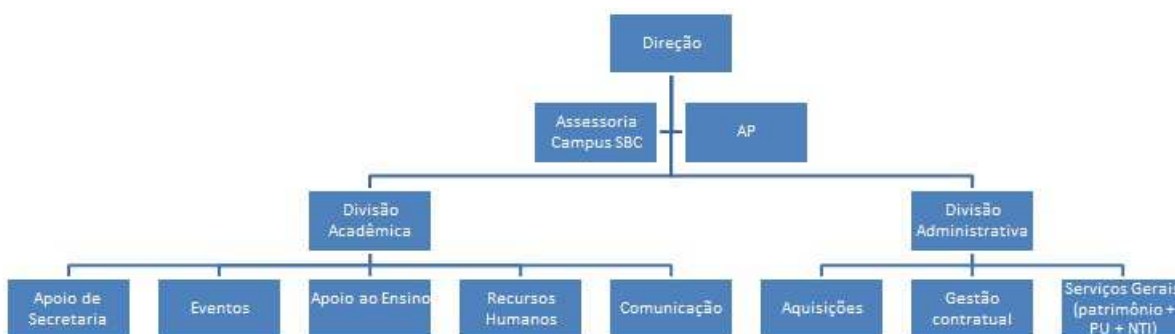 Direção
Assessoria
Campus SBC
AP
Divisão
Acadêmica
Divisão
Administrativa
Apoio de
Secretaria
Eventos
Apoio ao Ensino
Recursos
Humanos
Comunicação
Aquisições
Gestão
contratual
Serviços Gerais
(patrimônio +
PU + NTI)